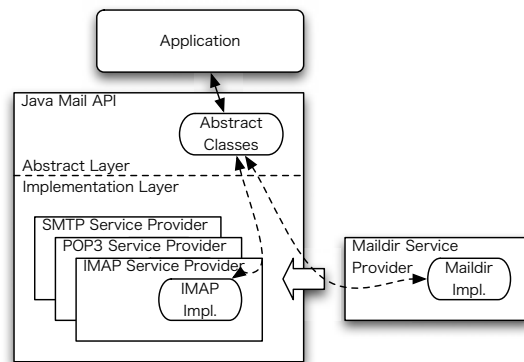 Application
Java Mail API
Abstract
Classes
Abstract Layer
Implementation Layer
SMTP Service Provider
POP3 Service Provider
IMAP Service Provider
IMAP
Impl.
Maildir Service
Provider
Maildir
Impl.